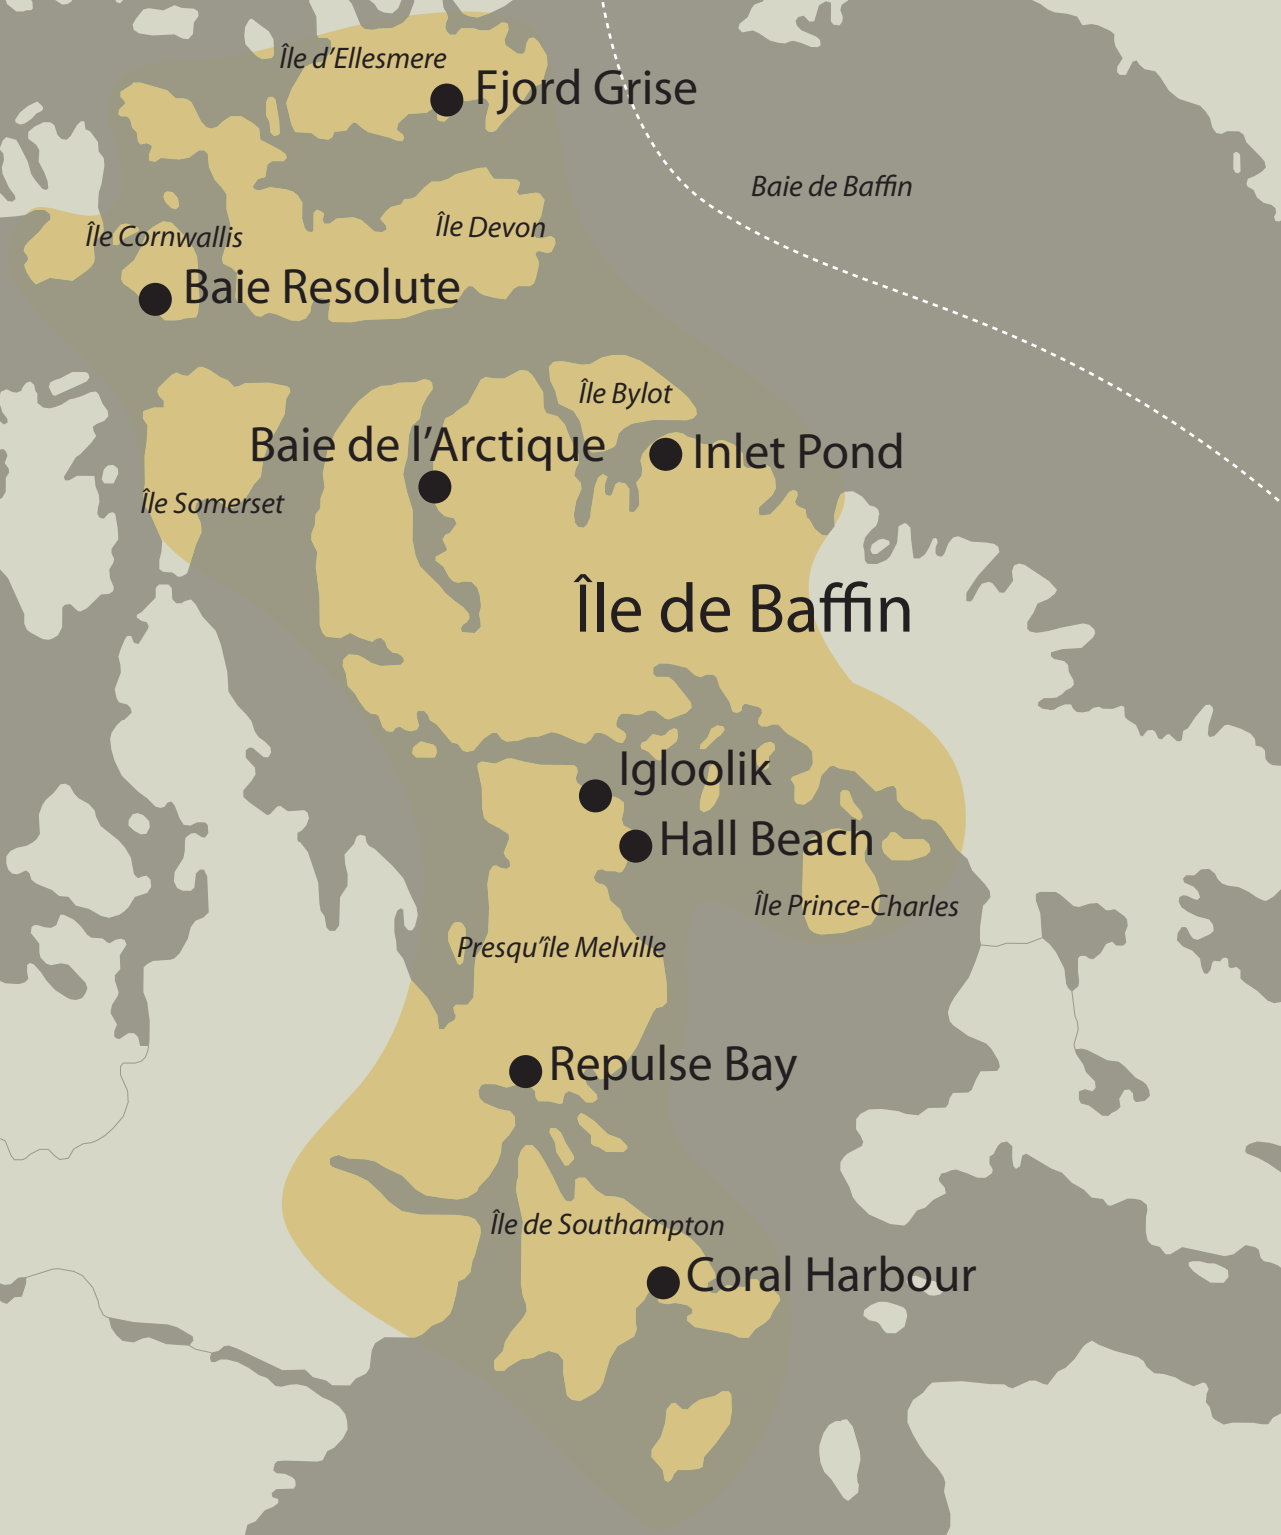 Île d'Ellesmere
Fjord Grise
Baie de Baffin
Île Devon
Île Cornwallis
Baie Resolute
Île Bylot
Baie de l'Arctique
Inlet Pond
Île Somerset
Île de Baffin
Igloolik
Hall Beach
Île Prince-Charles
Presqu'île Melville
Repulse Bay
Île de Southampton
Coral Harbour